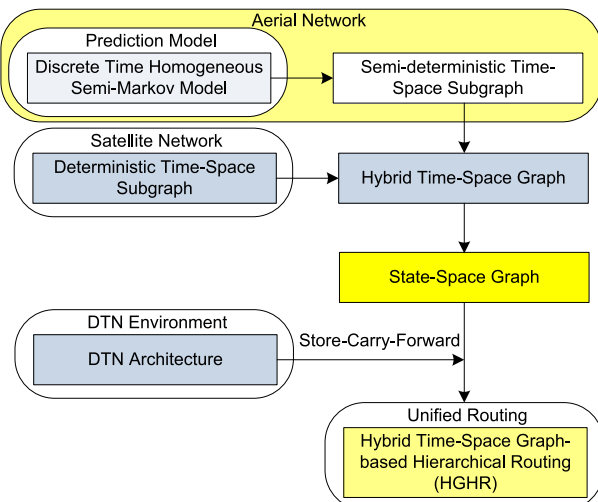 Aerial Network
Prediction Model
Discrete Time Homogeneous
Semi-Markov Model
Semi-deterministic Time-
Space Subgraph
Satellite Network
Deterministic Time-Space
Subgraph
Hybrid Time-Space Graph
State-Space Graph
DTN Environment
DTN Architecture
Store-Carry-Forward
Unified Routing
Hybrid Time-Space Graph-
based Hierarchical Routing
(HGHR)